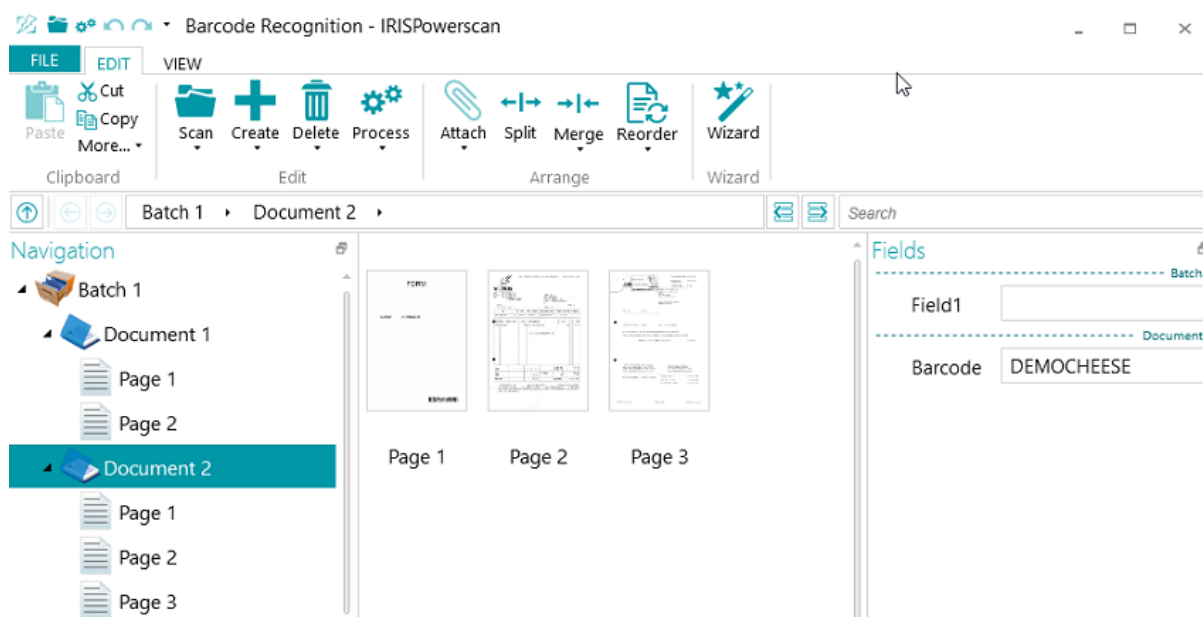 Barcode Recognition - IRISPowerscan
FILE EDIT VIEW
Paste
Cut
Copy
More...
Clipboard
Scan Create Delete Process
Edit
Attach Split Merge Reorder
Arrange
Wizard
Wizard
Batch 1 Document 2
Search
Navigation
Batch 1
Document 1
Page 1
Page 2
Document 2
Page 1
Page 2
Page 3
FORM
Page 1 Page 2 Page 3
Fields
Batch
Field1
Document
Barcode DEMOCHEESE